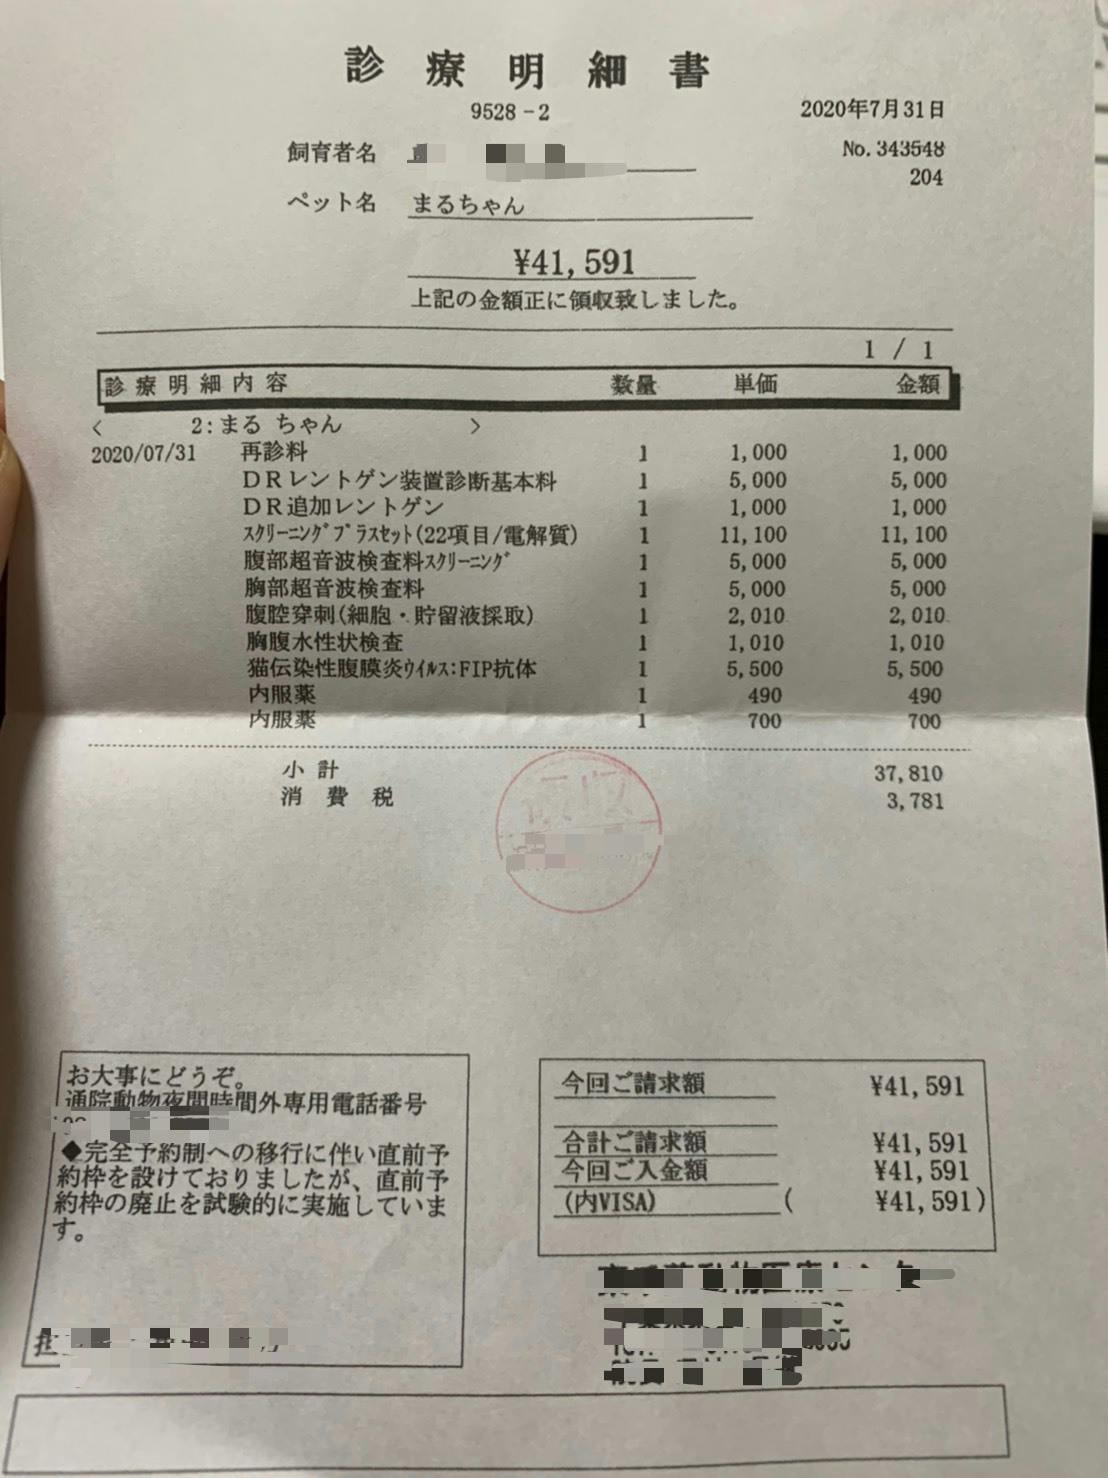 診療明細書
9528-2
2020年7月31日
飼育者名
No.343548
204
ペット名 まるちゃん
¥41,591
上記の金額正に領収致しました。
1 / 1
診療明細内容 数量 単価 金額
< 2:まる ちゃん >
2020/07/31 再診料 1 1,000 1,000
DRレントゲン装置診断基本料 1 5,000 5,000
DR追加レントゲン 1 1,000 1,000
ｽｸﾘｰﾆﾝｸﾞﾌﾟﾗｽｾｯﾄ(22項目/電解質) 1 11,100 11,100
腹部超音波検査料ｽｸﾘｰﾆﾝｸﾞ 1 5,000 5,000
胸部超音波検査料 1 5,000 5,000
腹腔穿刺(細胞・貯留液採取) 1 2,010 2,010
胸腹水性状検査 1 1,010 1,010
猫伝染性腹膜炎ｳｲﾙｽ:FIP抗体 1 5,500 5,500
内服薬 1 490 490
内服薬 1 700 700
小計 37,810
消費税 3,781
領収
お大事にどうぞ。
通院動物夜間時間外専用電話番号
◆完全予約制への移行に伴い直前予
約枠を設けておりましたが、直前予
約枠の廃止を試験的に実施していま
す。
今回ご請求額 ¥41,591
合計ご請求額 ¥41,591
今回ご入金額 ¥41,591
(内VISA) ( ¥41,591)